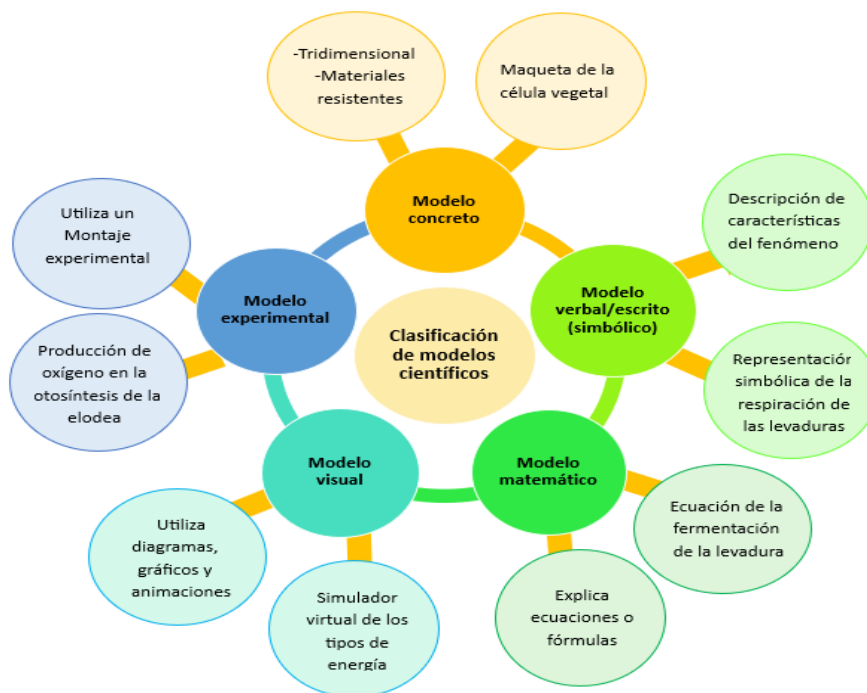 -Tridimensional
-Materiales
resistentes
Maqueta de la
célula vegetal
Modelo
concreto
Descripción de
características
del fenómeno
Utiliza un
Montaje
experimental
Modelo
experimental
Modelo
verbal/escrito
(simbólico)
Clasificación
de modelos
científicos
Producción de
oxígeno en la
otosíntesis de la
elodea
Representación
simbólica de la
respiración de
las levaduras
Modelo
visual
Modelo
matemático
Utiliza
diagramas,
gráficos y
animaciones
Simulador
virtual de los
tipos de
energía
Explica
ecuaciones o
fórmulas
Ecuación de la
fermentación
de la levadura